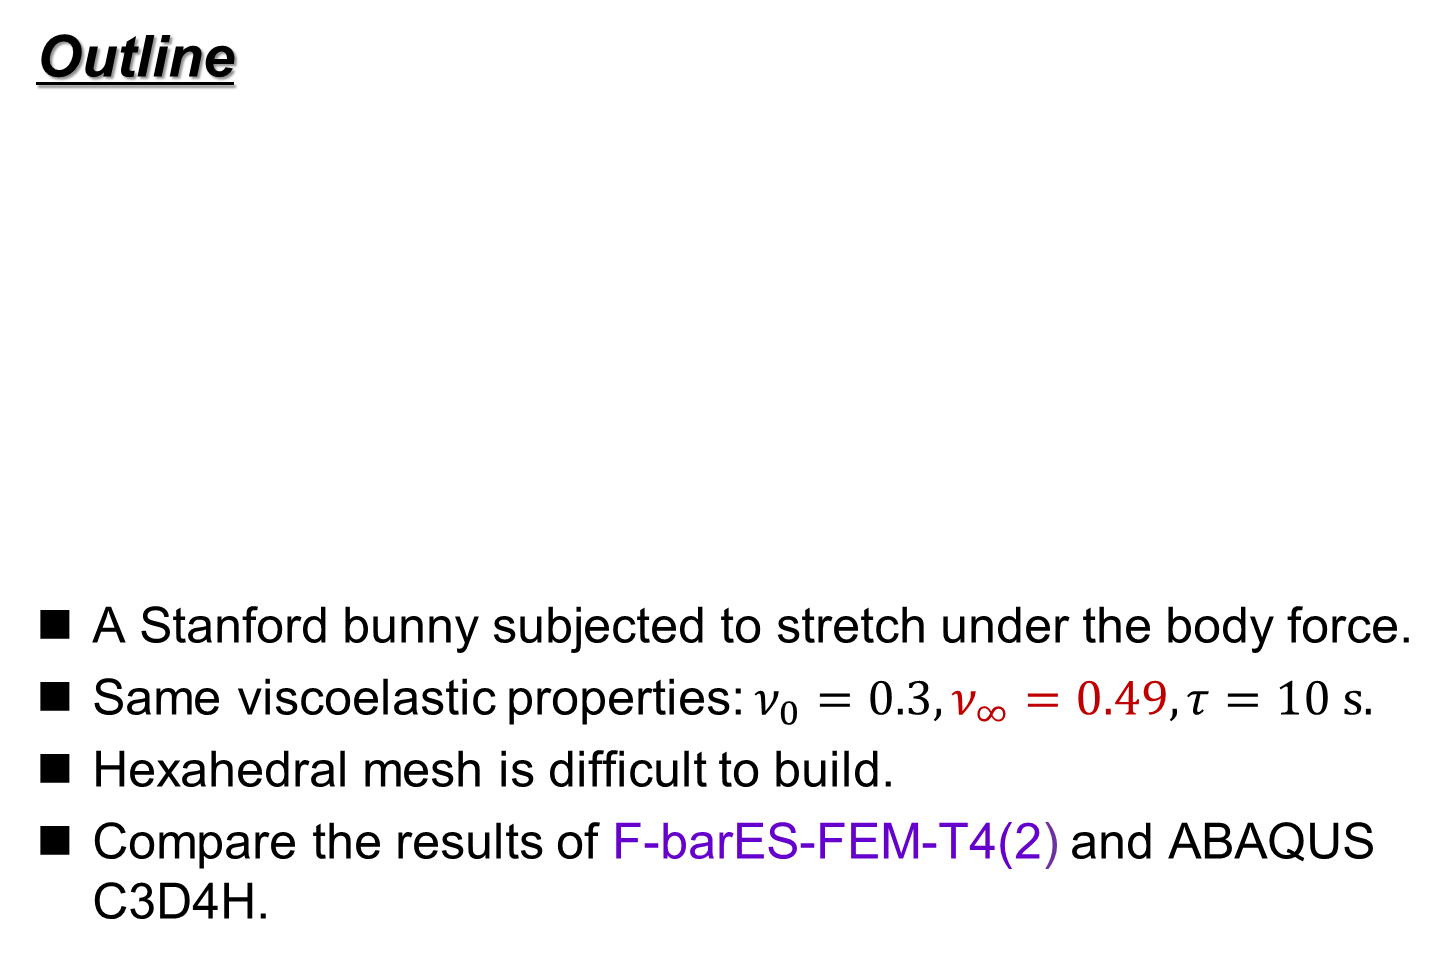 Outline
■ A Stanford bunny subjected to stretch under the body force.
■ Same viscoelastic properties: 𝜈₀ = 0.3, 𝜈∞ = 0.49, 𝜏 = 10 s.
■ Hexahedral mesh is difficult to build.
■ Compare the results of F-barES-FEM-T4(2) and ABAQUS
C3D4H.